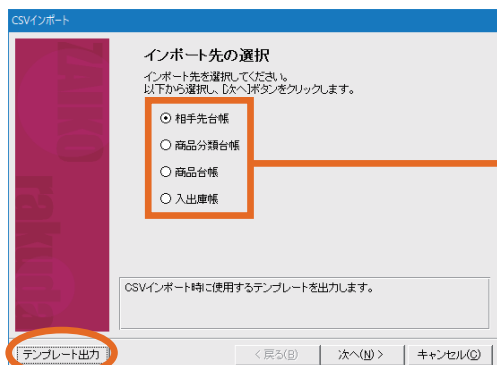 CSVインポート
インポート先の選択
インポート先を選択してください。
以下から選択し、[次へ]ボタンをクリックします。
相手先台帳
商品分類台帳
商品台帳
入出庫帳
CSVインポート時に使用するテンプレートを出力します。
テンプレート出力
< 戻る(B)
次へ(N) >
キャンセル(C)